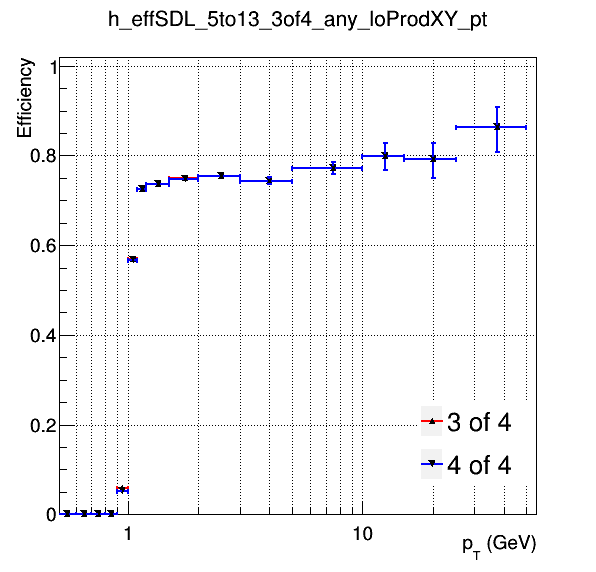 h_effSDL_5to13_3of4_any_loProdXY_pt
Efficiency
1
0.8
0.6
0.4
0.2
0
3 of 4
4 of 4
1
10
p_T (GeV)